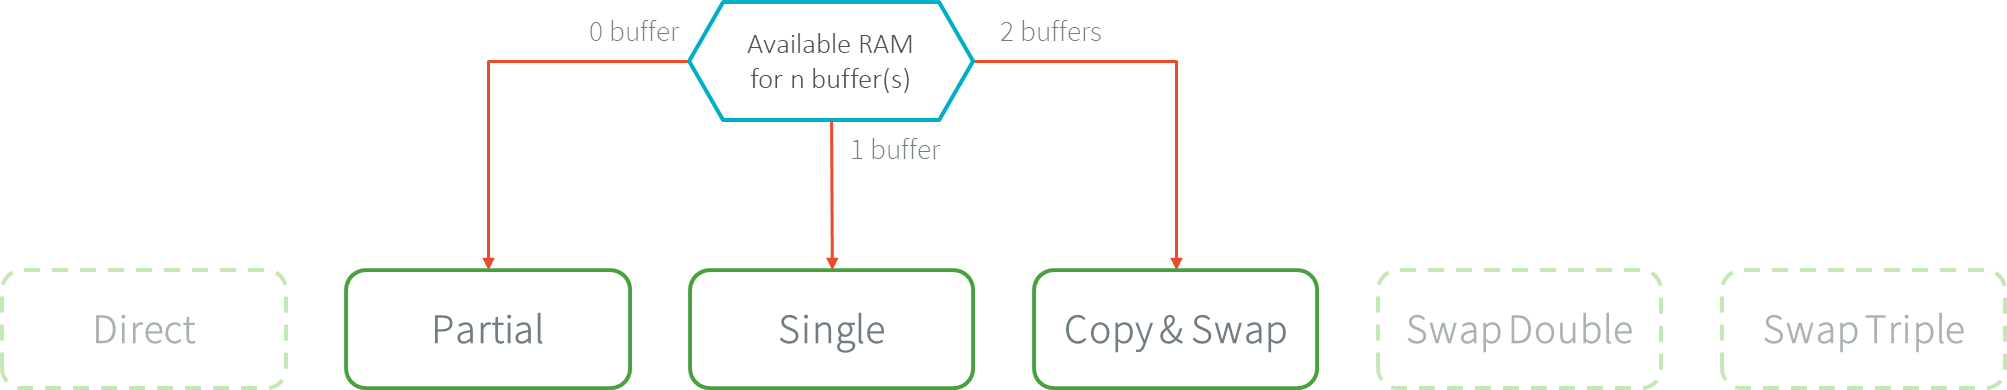 0 buffer
Available RAM
for n buffer(s)
2 buffers
1 buffer
Direct
Partial
Single
Copy & Swap
Swap Double
Swap Triple